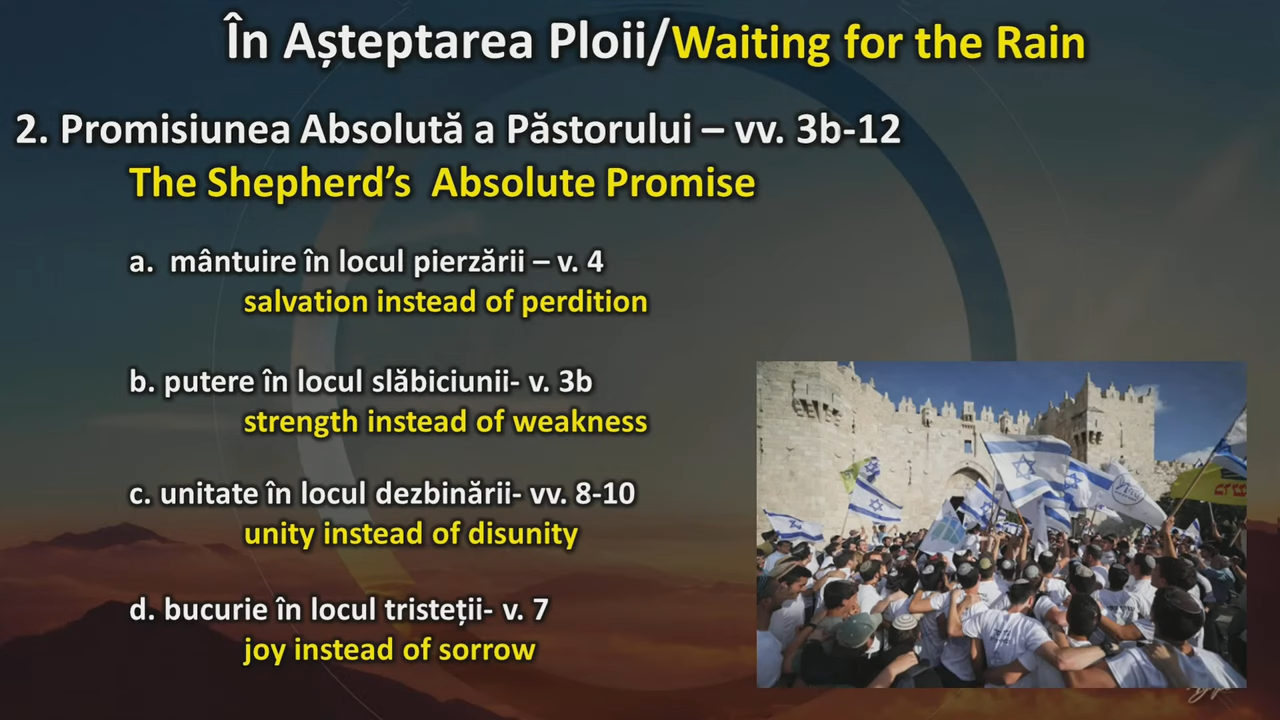 În Așteptarea Ploii/Waiting for the Rain
2. Promisiunea Absolută a Păstorului – vv. 3b-12
The Shepherd’s Absolute Promise
a. mântuire în locul pierzării – v. 4
salvation instead of perdition
b. putere în locul slăbiciunii- v. 3b
strength instead of weakness
c. unitate în locul dezbinării- vv. 8-10
unity instead of disunity
d. bucurie în locul tristeții- v. 7
joy instead of sorrow